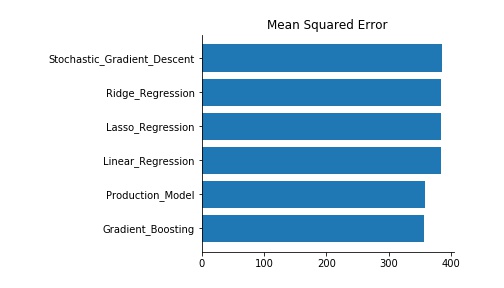 Mean Squared Error
Stochastic_Gradient_Descent
Ridge_Regression
Lasso_Regression
Linear_Regression
Production_Model
Gradient_Boosting
0 100 200 300 400